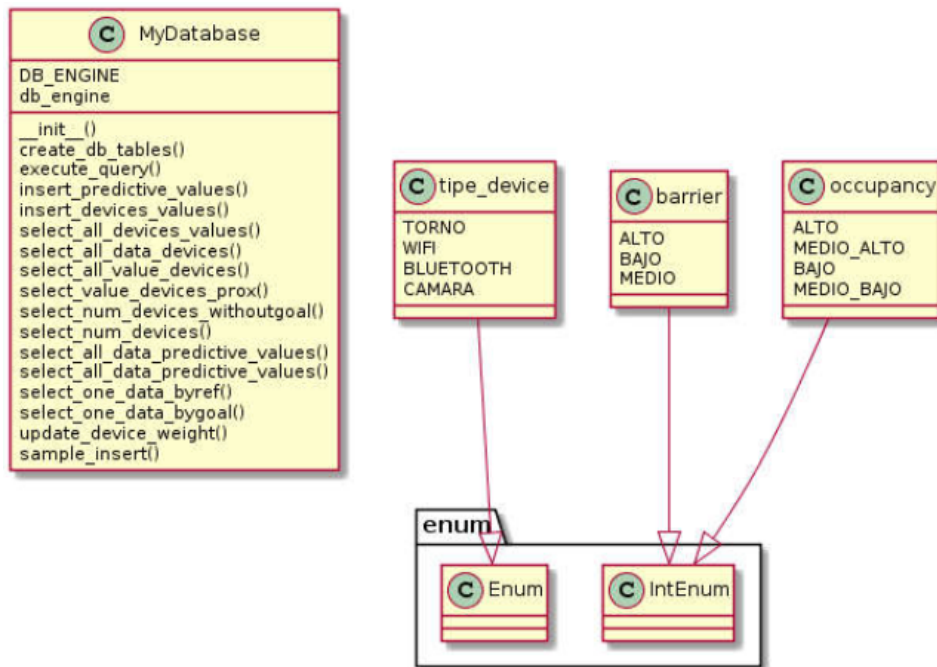 C MyDatabase
DB_ENGINE
db_engine
__init__()
create_db_tables()
execute_query()
insert_predictive_values()
insert_devices_values()
select_all_devices_values()
select_all_data_devices()
select_all_value_devices()
select_value_devices_prox()
select_num_devices_withoutgoal()
select_num_devices()
select_all_data_predictive_values()
select_all_data_predictive_values()
select_one_data_byref()
select_one_data_bygoal()
update_device_weight()
sample_insert()
C tipe_device
TORNO
WIFI
BLUETOOTH
CAMARA
C barrier
ALTO
BAJO
MEDIO
C occupancy
ALTO
MEDIO_ALTO
BAJO
MEDIO_BAJO
enum
C Enum
C IntEnum